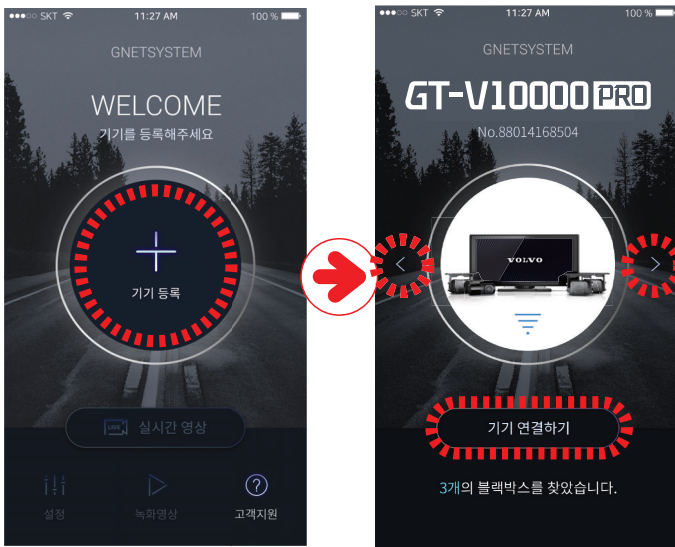 SKT 11:27 AM 100 %
GNETSYSTEM
WELCOME
기기를 등록해주세요
기기 등록
LIVE 실시간 영상
설정 녹화영상 고객지원
SKT 11:27 AM 100 %
GNETSYSTEM
GT-V10000 PRO
No.88014168504
VOLVO
기기 연결하기
3개의 블랙박스를 찾았습니다.